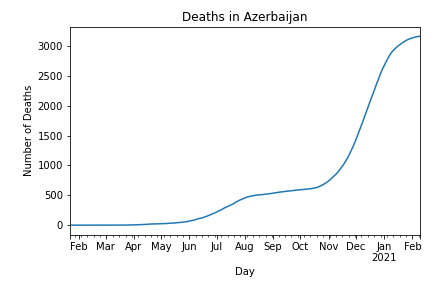 Deaths in Azerbaijan
Number of Deaths
3000
2500
2000
1500
1000
500
0
Feb Mar Apr May Jun Jul Aug Sep Oct Nov Dec Jan Feb
2021
Day